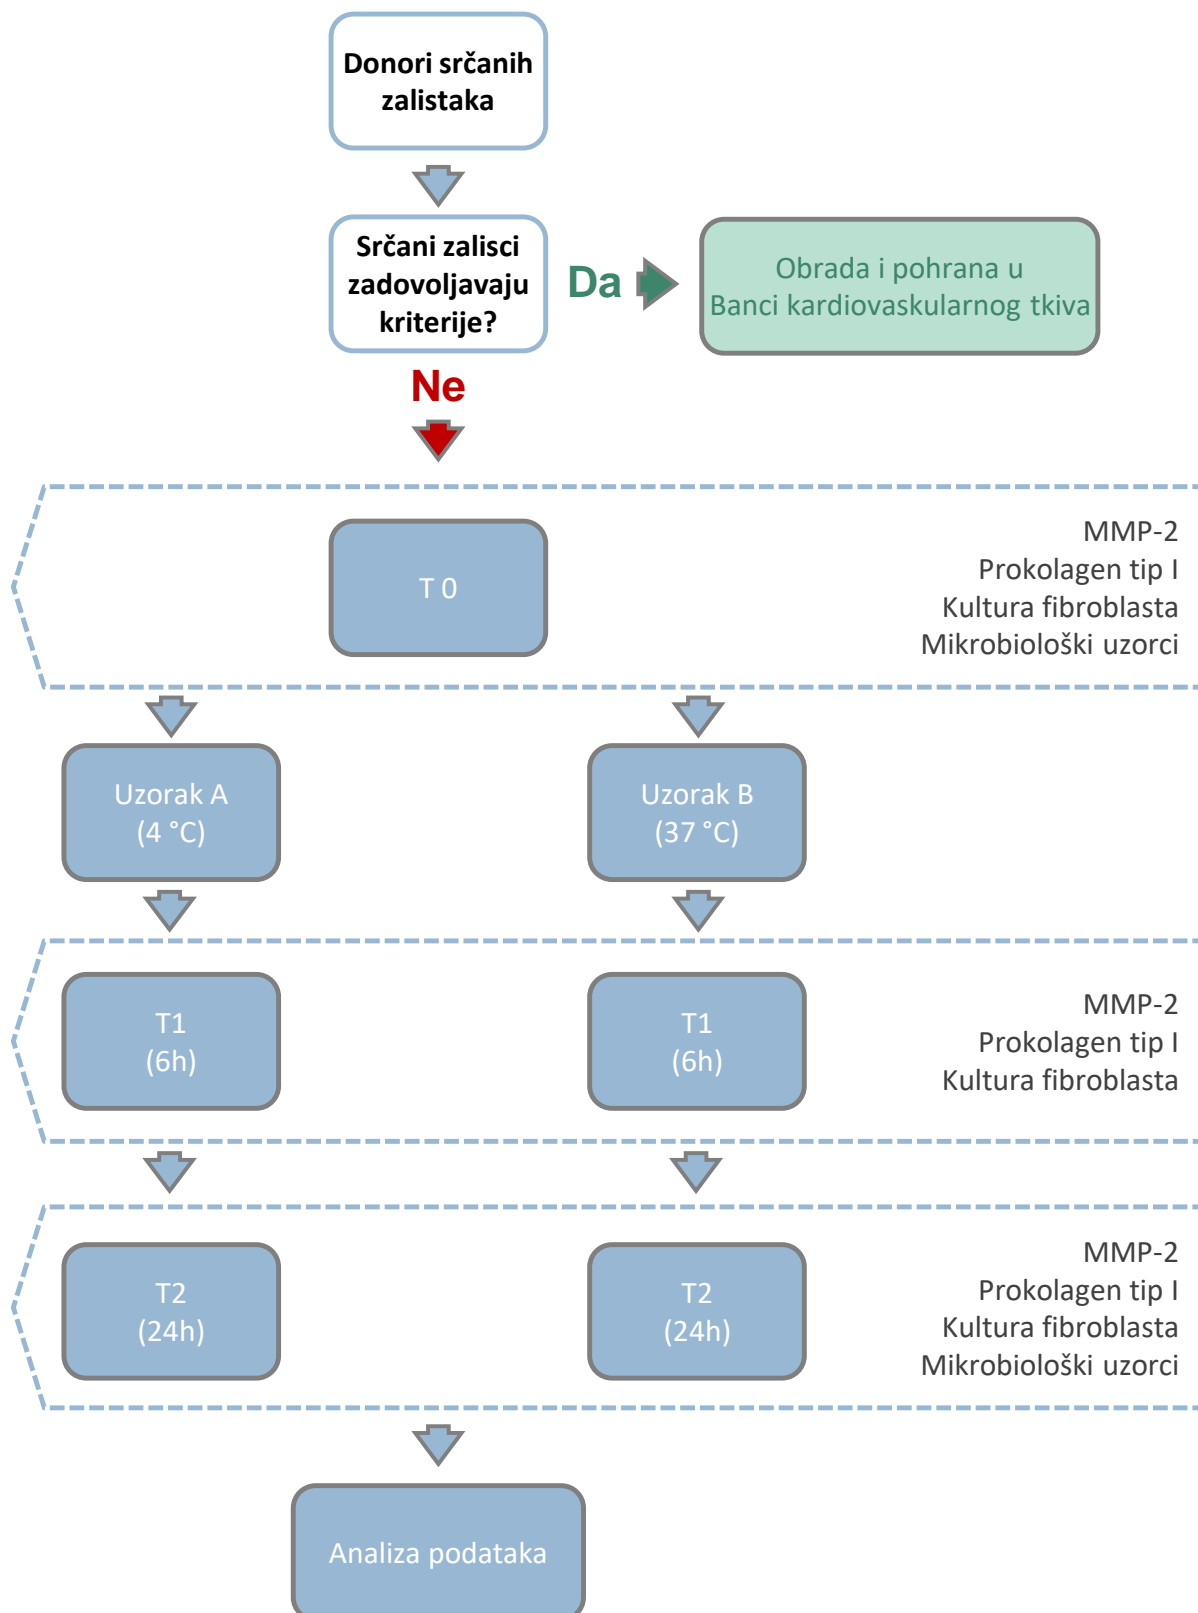 Donori srčanih
zalistaka
Srčani zalisci
zadovoljavaju
kriterije?
Da
Obrada i pohrana u
Banci kardiovaskularnog tkiva
Ne
T 0
MMP-2
Prokolagen tip I
Kultura fibroblasta
Mikrobiološki uzorci
Uzorak A
(4 °C)
Uzorak B
(37 °C)
T1
(6h)
T1
(6h)
MMP-2
Prokolagen tip I
Kultura fibroblasta
T2
(24h)
T2
(24h)
MMP-2
Prokolagen tip I
Kultura fibroblasta
Mikrobiološki uzorci
Analiza podataka